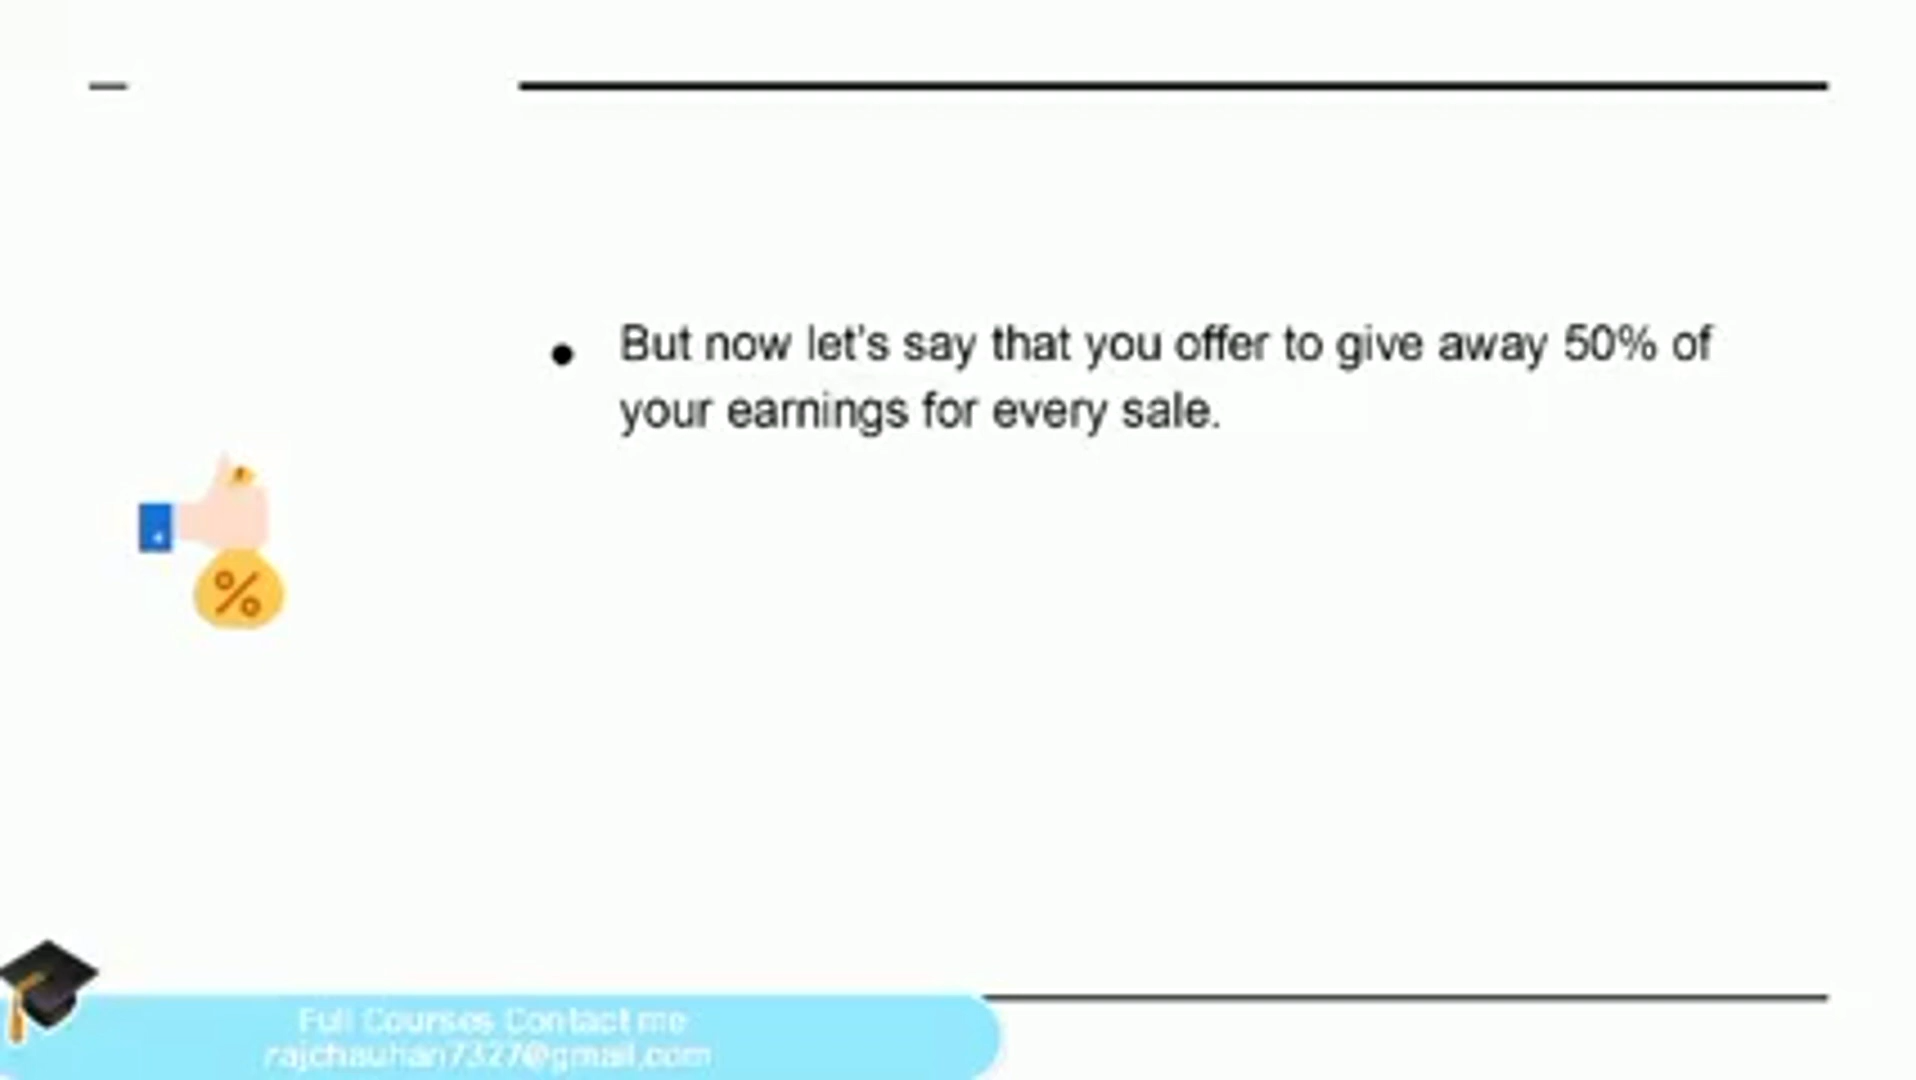 But now let's say that you offer to give away 50% of
your earnings for every sale.
%
Full Courses Contact me
rajchauhan7327@gmail.com